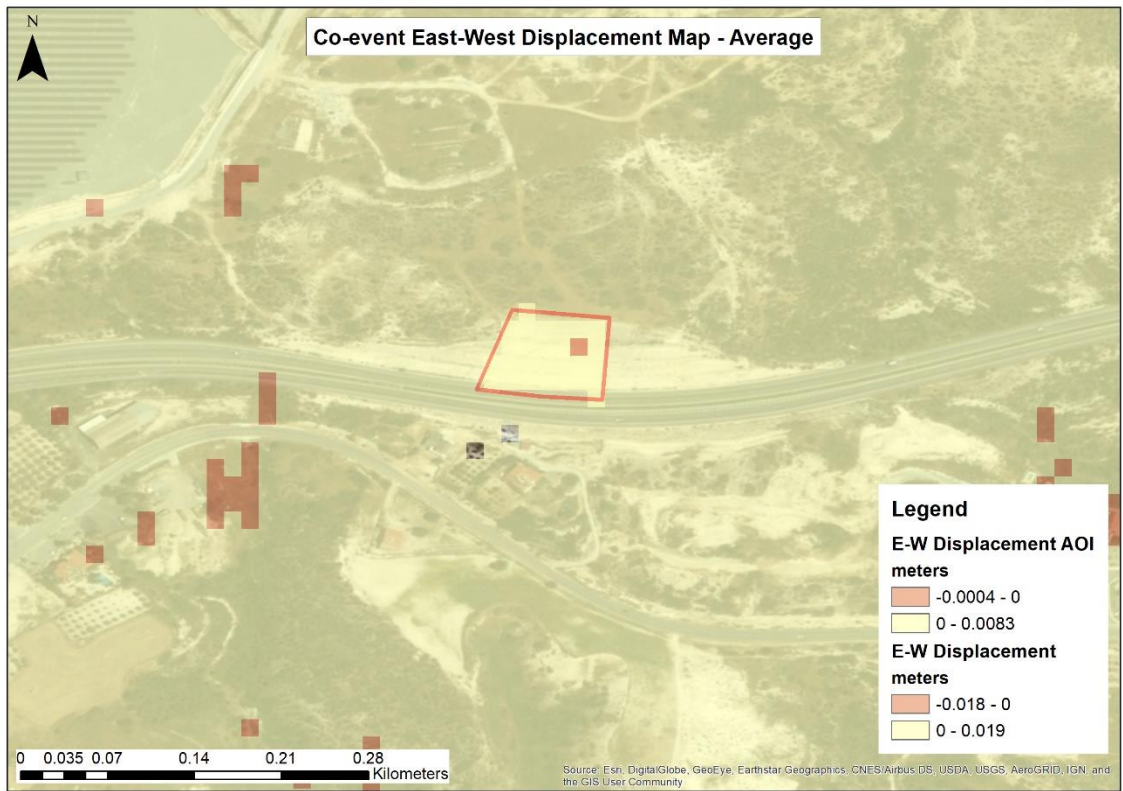 N
Co-event East-West Displacement Map - Average
Legend
E-W Displacement AOI
meters
-0.0004 - 0
0 - 0.0083
E-W Displacement
meters
-0.018 - 0
0 - 0.019
0 0.035 0.07 0.14 0.21 0.28
Kilometers
Source: Esri, DigitalGlobe, GeoEye, Earthstar Geographics, CNES/Airbus DS, USDA, USGS, AeroGRID, IGN, and
the GIS User Community